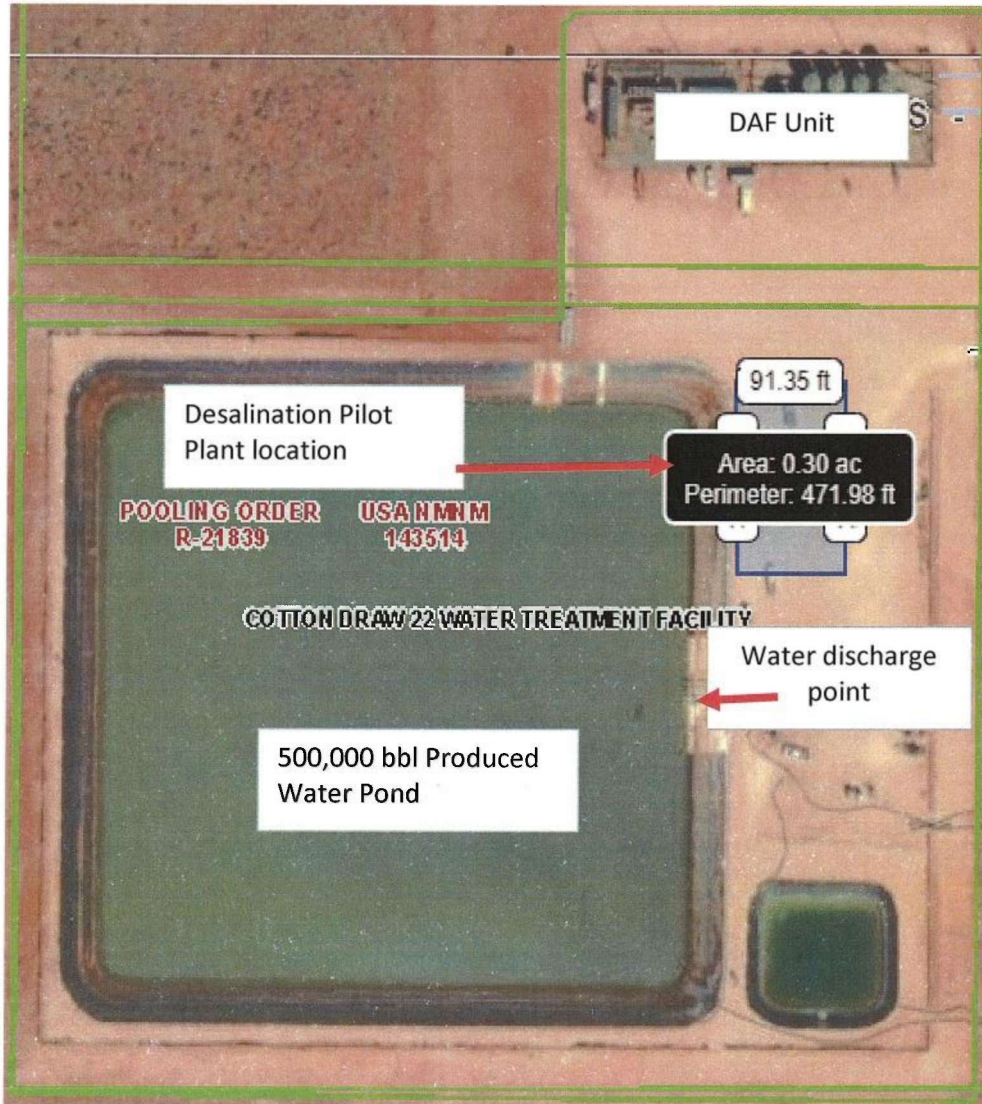 DAF Unit
S
91.35 ft
Desalination Pilot
Plant location
Area: 0.30 ac
Perimeter: 471.98 ft
POOLING ORDER
R-21839
USA NMNM
143514
COTTON DRAW 22 WATER TREATMENT FACILITY
Water discharge
point
500,000 bbl Produced
Water Pond